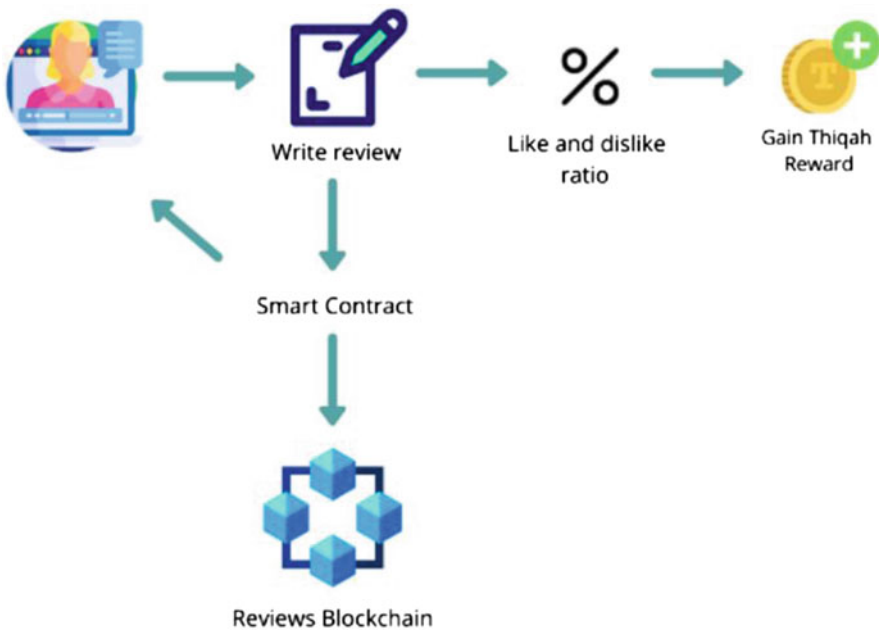 Write review
Like and dislike
ratio
Gain Thiqah
Reward
T
Smart Contract
Reviews Blockchain